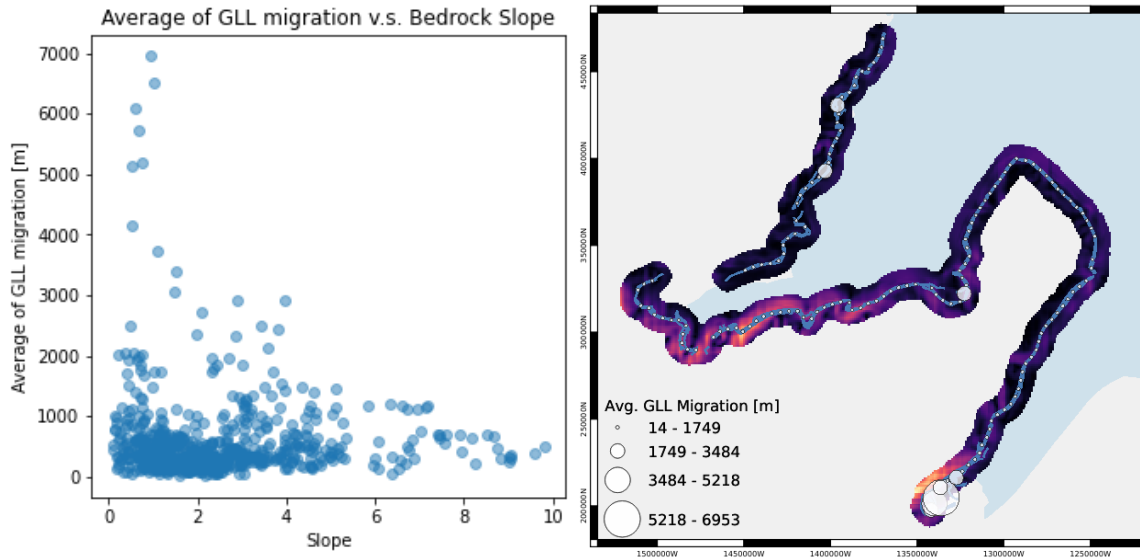 Average of GLL migration v.s. Bedrock Slope
Average of GLL migration [m]
7000
6000
5000
4000
3000
2000
1000
0
0 2 4 6 8 10
Slope
450000N
400000N
350000N
300000N
250000N
200000N
Avg. GLL Migration [m]
14 - 1749
1749 - 3484
3484 - 5218
5218 - 6953
1500000W 1450000W 1400000W 1350000W 1300000W 1250000W